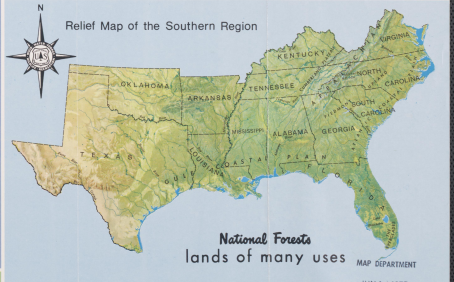 N
Relief Map of the Southern Region
U S
KENTUCKY
VIRGINIA
OKLAHOMA
ARKANSAS
TENNESSEE
NORTH
CAROLINA
SOUTH
CAROLINA
MISSISSIPPI
ALABAMA
GEORGIA
TEXAS
LOUISIANA
GULF COASTAL PLAIN
FLORIDA
National Forests
lands of many uses
MAP DEPARTMENT